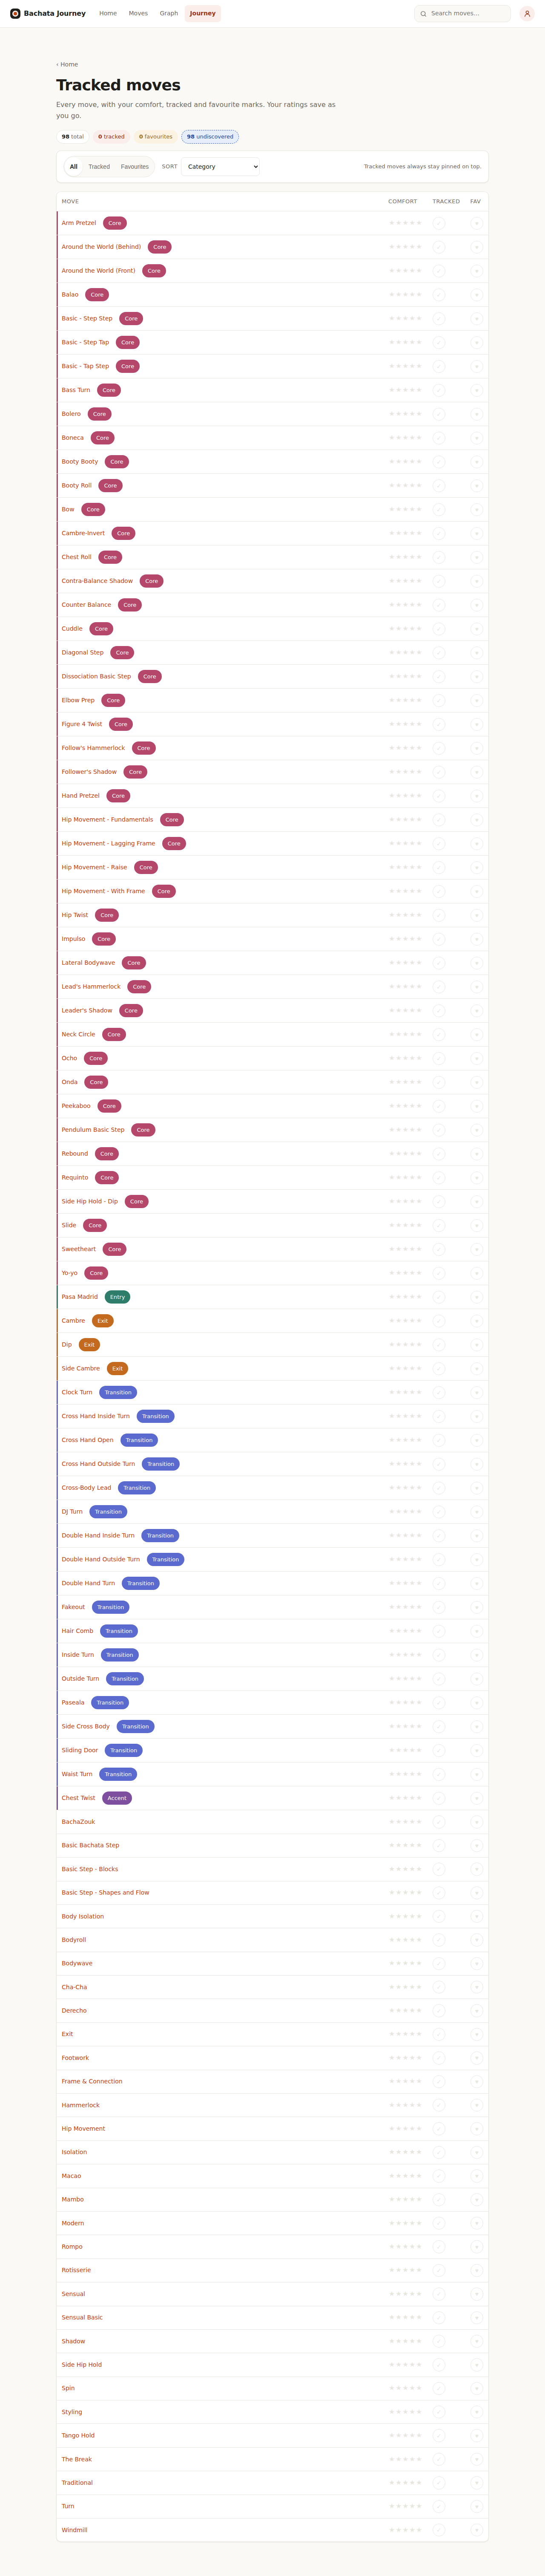 Bachata Journey Home Moves Graph Journey Search moves...
‹ Home
Tracked moves
Every move, with your comfort, tracked and favourite marks. Your ratings save as
you go.
98 total 0 tracked 0 favourites 98 undiscovered
All Tracked Favourites SORT Category Tracked moves always stay pinned on top.
MOVE COMFORT TRACKED FAV
Arm Pretzel Core
Around the World (Behind) Core
Around the World (Front) Core
Balao Core
Basic - Step Step Core
Basic - Step Tap Core
Basic - Tap Step Core
Bass Turn Core
Bolero Core
Boneca Core
Booty Booty Core
Booty Roll Core
Bow Core
Cambre-Invert Core
Chest Roll Core
Contra-Balance Shadow Core
Counter Balance Core
Cuddle Core
Diagonal Step Core
Dissociation Basic Step Core
Elbow Prep Core
Figure 4 Twist Core
Follow's Hammerlock Core
Follower's Shadow Core
Hand Pretzel Core
Hip Movement - Fundamentals Core
Hip Movement - Lagging Frame Core
Hip Movement - Raise Core
Hip Movement - With Frame Core
Hip Twist Core
Impulso Core
Lateral Bodywave Core
Lead's Hammerlock Core
Leader's Shadow Core
Neck Circle Core
Ocho Core
Onda Core
Peekaboo Core
Pendulum Basic Step Core
Rebound Core
Requinto Core
Side Hip Hold - Dip Core
Slide Core
Sweetheart Core
Yo-yo Core
Pasa Madrid Entry
Cambre Exit
Dip Exit
Side Cambre Exit
Clock Turn Transition
Cross Hand Inside Turn Transition
Cross Hand Open Transition
Cross Hand Outside Turn Transition
Cross-Body Lead Transition
DJ Turn Transition
Double Hand Inside Turn Transition
Double Hand Outside Turn Transition
Double Hand Turn Transition
Fakeout Transition
Hair Comb Transition
Inside Turn Transition
Outside Turn Transition
Paseala Transition
Side Cross Body Transition
Sliding Door Transition
Waist Turn Transition
Chest Twist Accent
BachaZouk
Basic Bachata Step
Basic Step - Blocks
Basic Step - Shapes and Flow
Body Isolation
Bodyroll
Bodywave
Cha-Cha
Derecho
Exit
Footwork
Frame & Connection
Hammerlock
Hip Movement
Isolation
Macao
Mambo
Modern
Rompo
Rotisserie
Sensual
Sensual Basic
Shadow
Side Hip Hold
Spin
Styling
Tango Hold
The Break
Traditional
Turn
Windmill